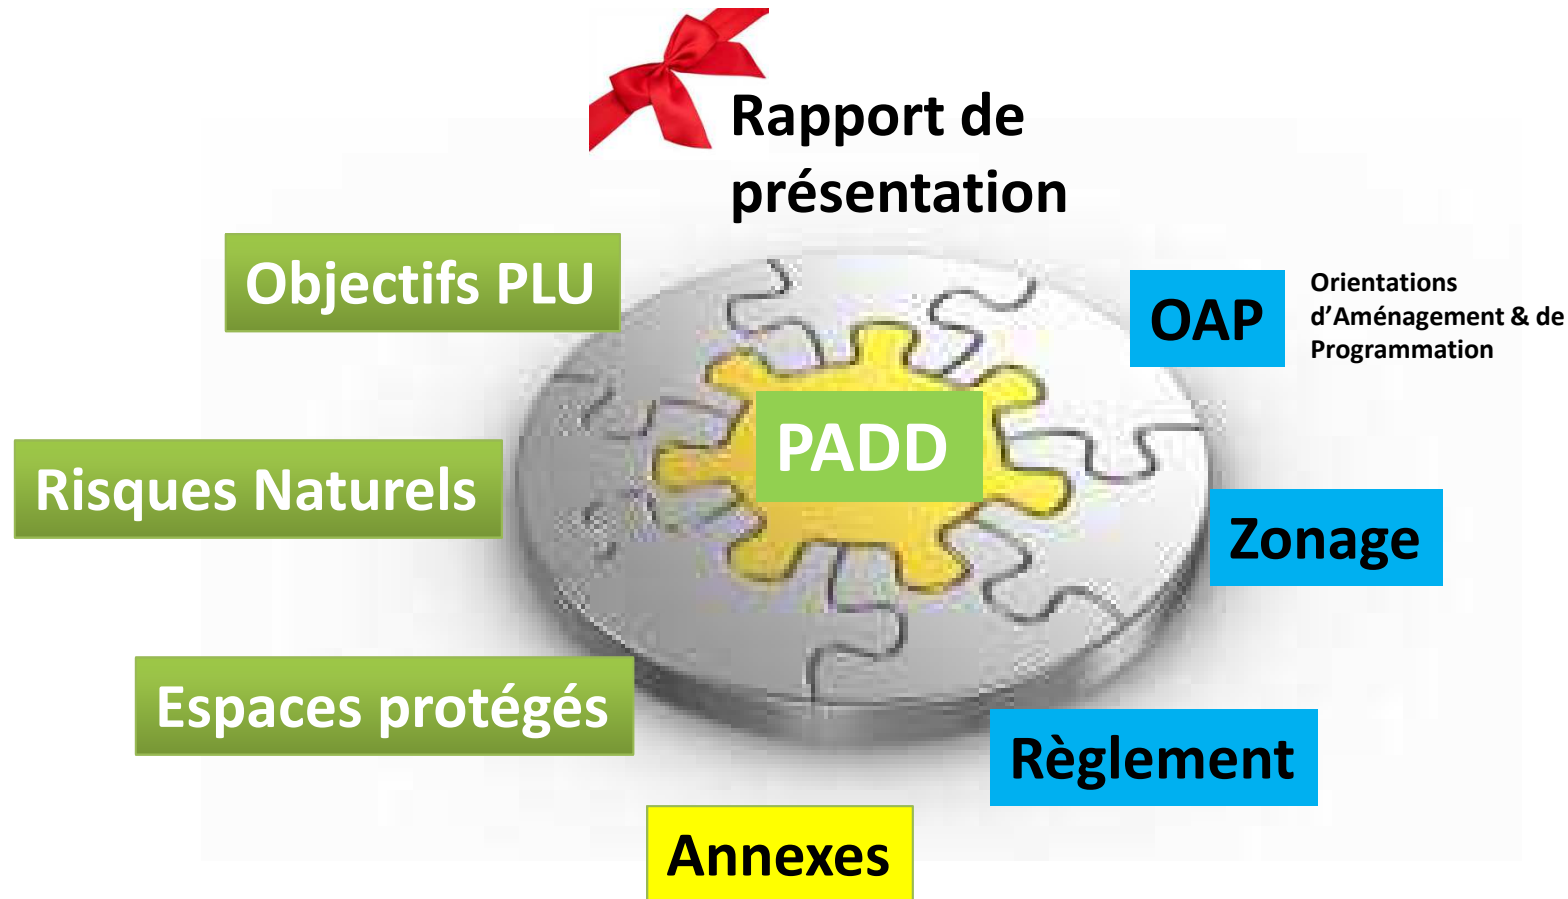 Rapport de
présentation
Objectifs PLU
OAP
Orientations
d’Aménagement & de
Programmation
PADD
Risques Naturels
Zonage
Espaces protégés
Règlement
Annexes